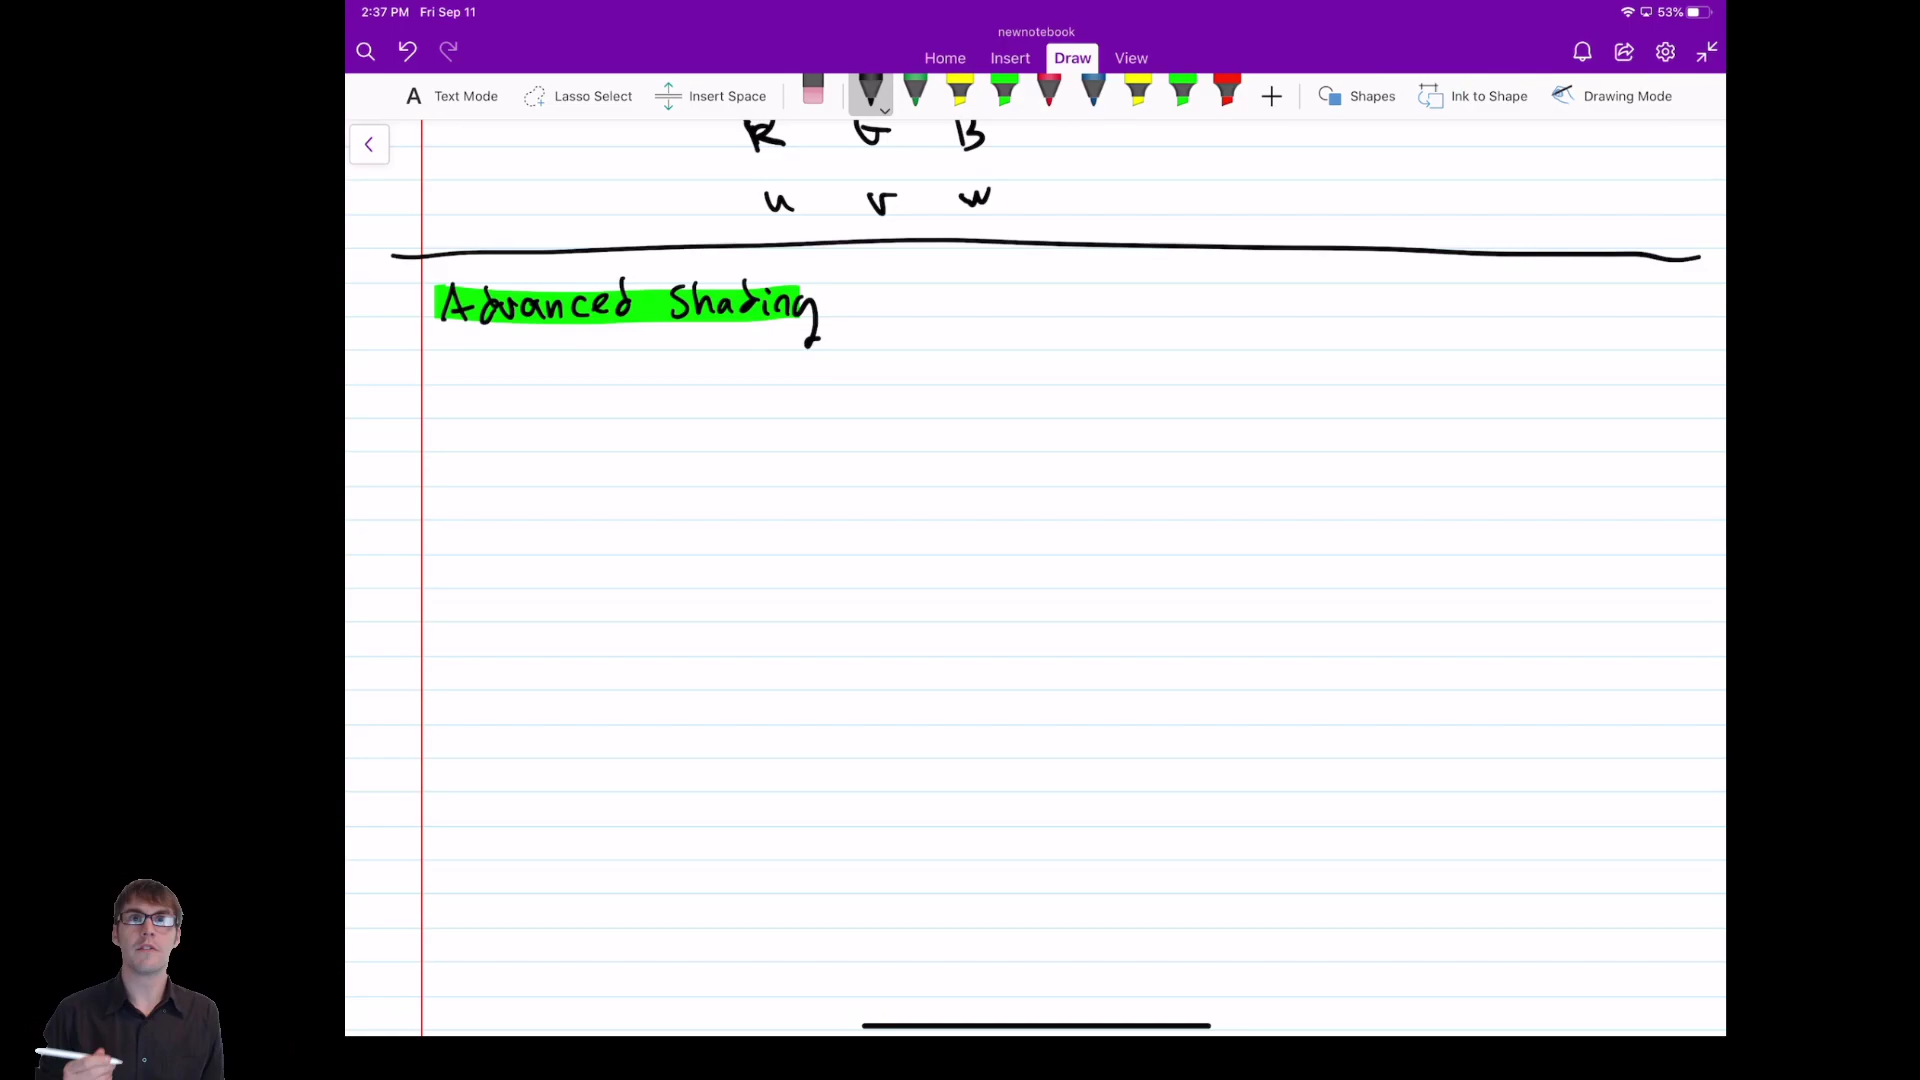 2:37 PM Fri Sep 11
53%
newnotebook
Home Insert Draw View
A Text Mode Lasso Select Insert Space Shapes Ink to Shape Drawing Mode
R G B
u v w
Advanced Shading